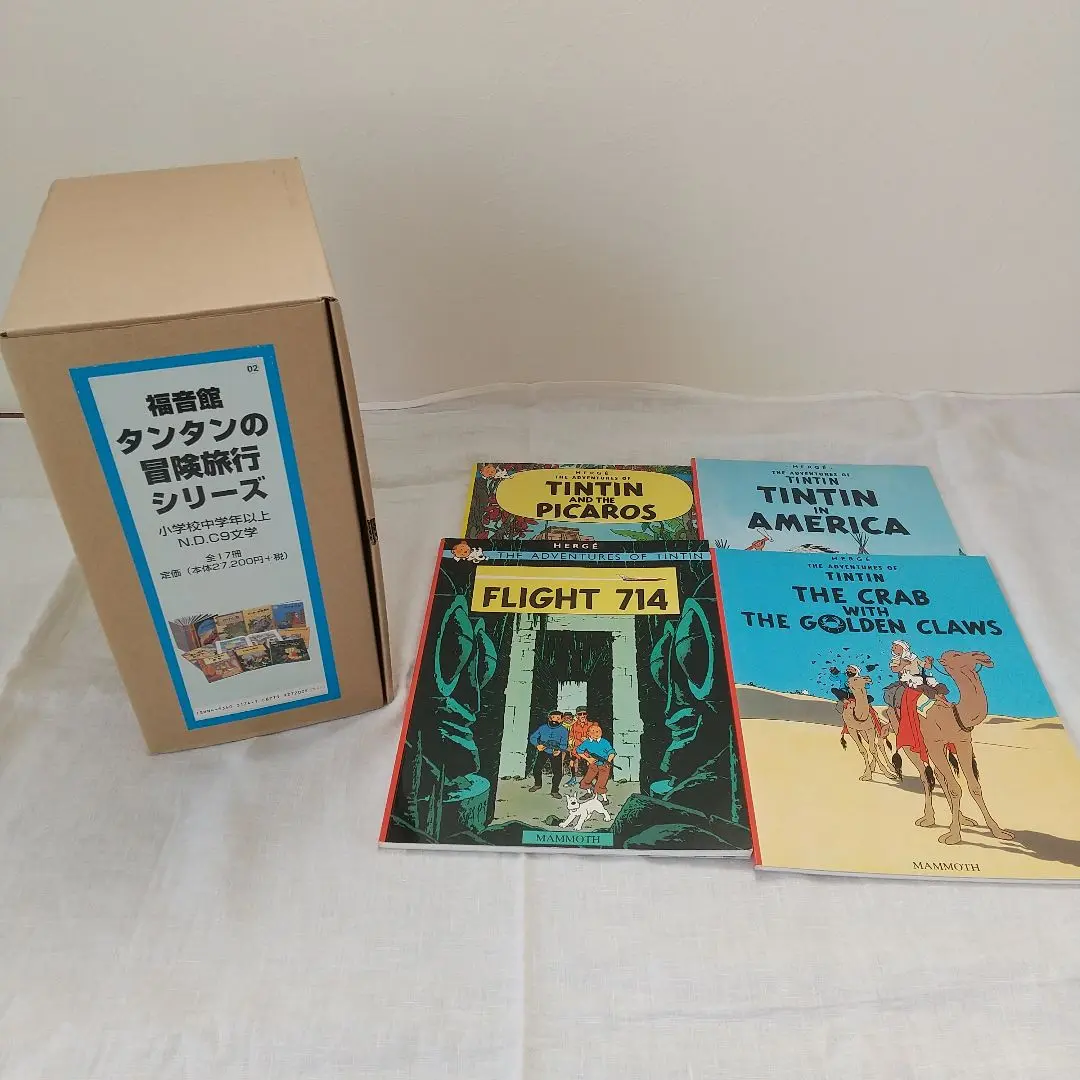 02
福音館
タンタンの
冒険旅行
シリーズ
小学校中学年以上
N.D.C9文学
全17冊
定価(本体27,200円+税)
HERGÉ
THE ADVENTURES OF
TINTIN
AND THE
PICAROS
HERGÉ
THE ADVENTURES OF
TINTIN
TINTIN
IN
AMERICA
HERGÉ
THE ADVENTURES OF TINTIN
FLIGHT 714
MAMMOTH
HERGÉ
THE ADVENTURES OF
TINTIN
THE CRAB
WITH
THE GOLDEN CLAWS
MAMMOTH